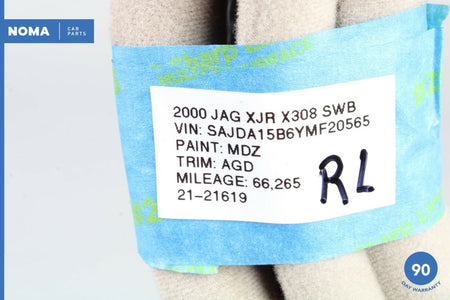 NOMA CAR PARTS
2000 JAG XJR X308 SWB
VIN: SAJDA15B6YMF20565
PAINT: MDZ
TRIM: AGD
MILEAGE: 66,265
21-21619
RL
90
DAY WARRANTY